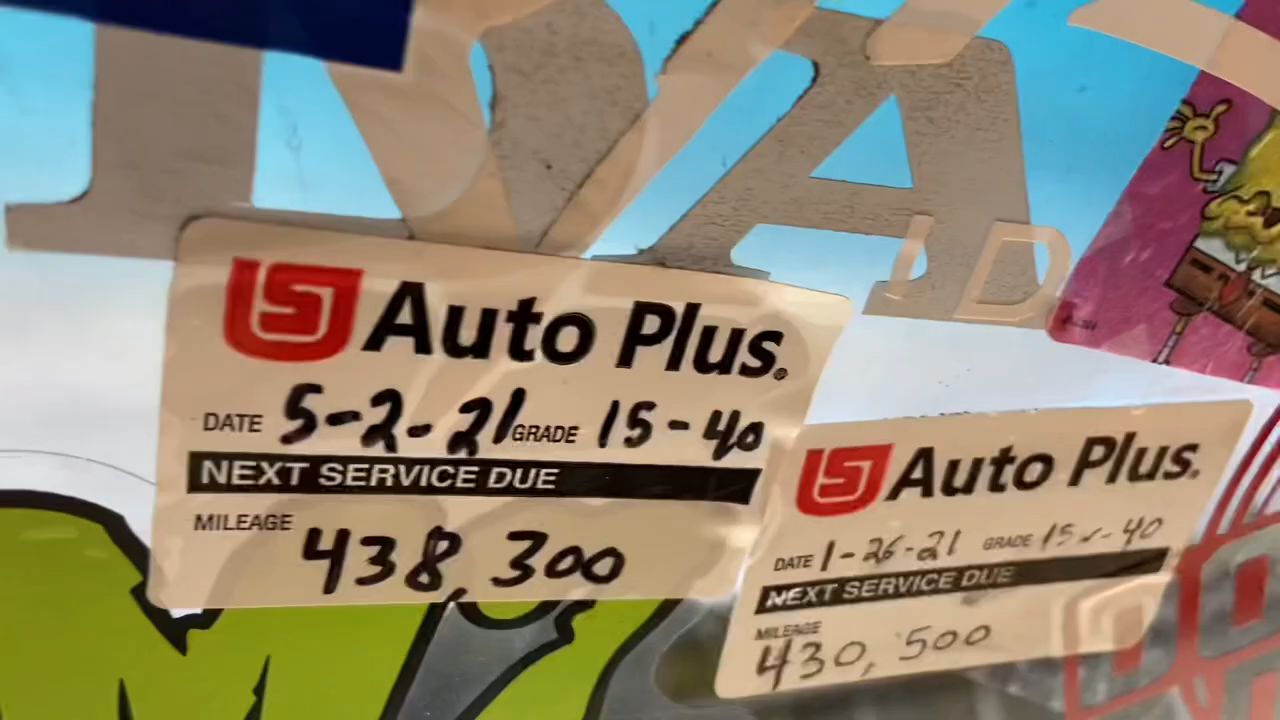 Auto Plus.
DATE 5-2-21 GRADE 15-40
NEXT SERVICE DUE
MILEAGE
438,300
Auto Plus.
DATE 1-26-21 GRADE 15-40
NEXT SERVICE DUE
MILEAGE
430,500